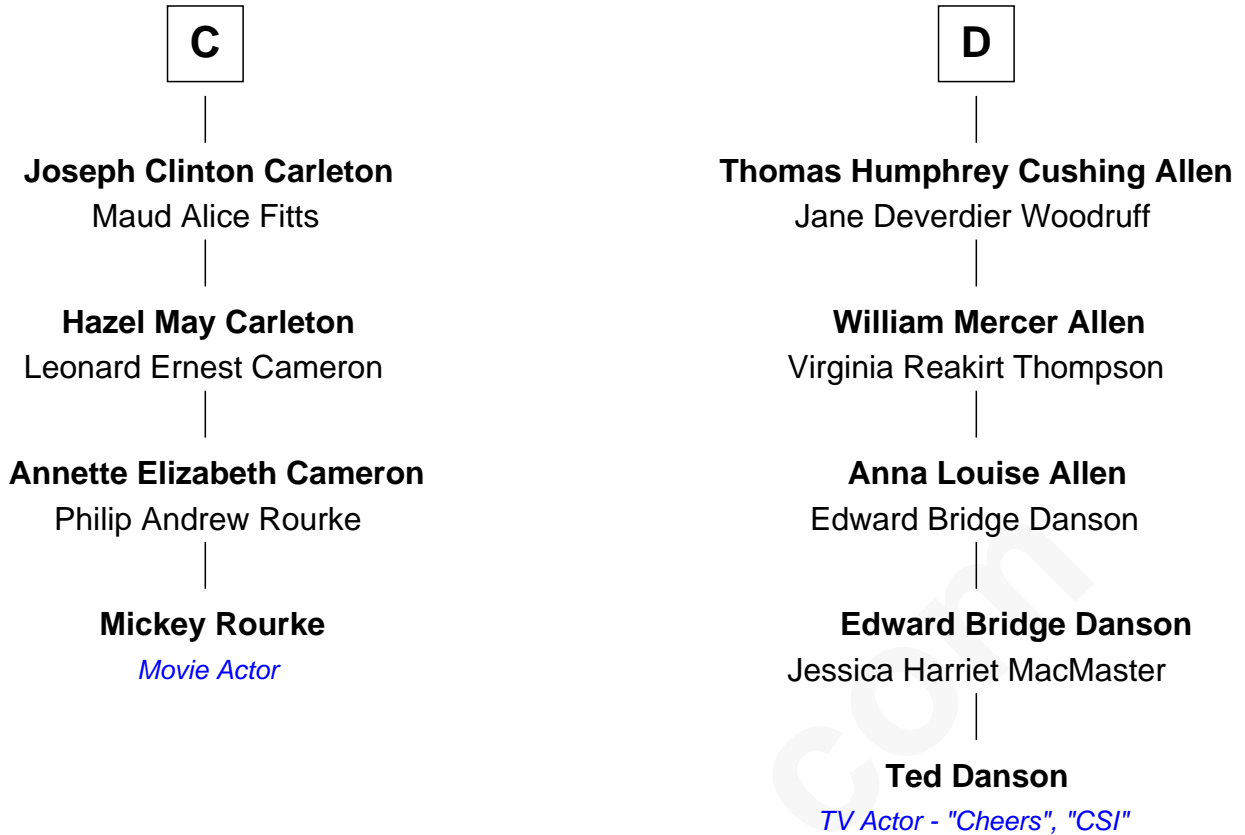 C
Joseph Clinton Carleton
Maud Alice Fitts
Hazel May Carleton
Leonard Ernest Cameron
Annette Elizabeth Cameron
Philip Andrew Rourke
Mickey Rourke
Movie Actor
D
Thomas Humphrey Cushing Allen
Jane Deverdier Woodruff
William Mercer Allen
Virginia Reakirt Thompson
Anna Louise Allen
Edward Bridge Danson
Edward Bridge Danson
Jessica Harriet MacMaster
Ted Danson
TV Actor - "Cheers", "CSI"
com